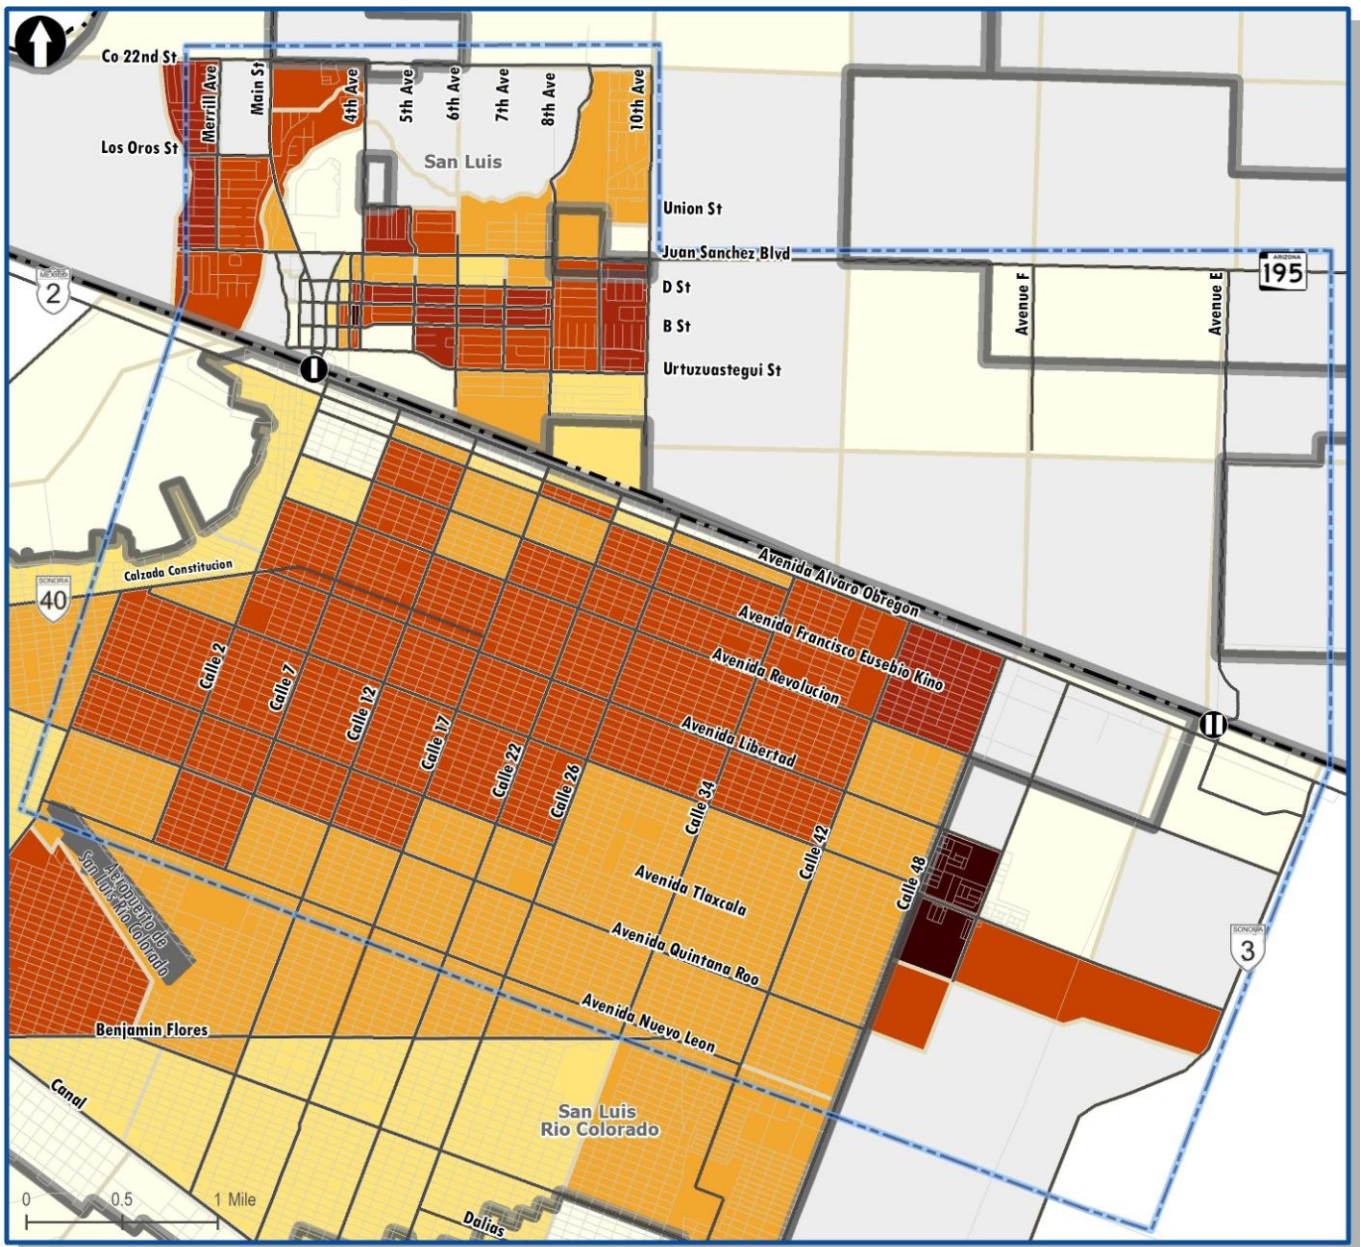 Co 22nd St
Merrill Ave
Main St
4th Ave
5th Ave
6th Ave
7th Ave
8th Ave
10th Ave
Los Oros St
San Luis
Union St
Juan Sanchez Blvd
ARIZONA
195
MEXICO
2
D St
Avenue F
Avenue E
B St
Urtuzuastegui St
I
Calzada Constitucion
SONORA
40
Avenida Alvaro Obregon
Avenida Francisco Eusebio Kino
Avenida Revolucion
Avenida Libertad
Calle 2
Calle 7
Calle 12
Calle 17
Calle 22
Calle 26
Calle 34
Calle 42
Calle 48
II
Aeropuerto de
San Luis Rio Colorado
Avenida Tlaxcala
Avenida Quintana Roo
Avenida Nuevo Leon
SONORA
3
Benjamin Flores
Canal
San Luis
Rio Colorado
0 0.5 1 Mile
Dalias